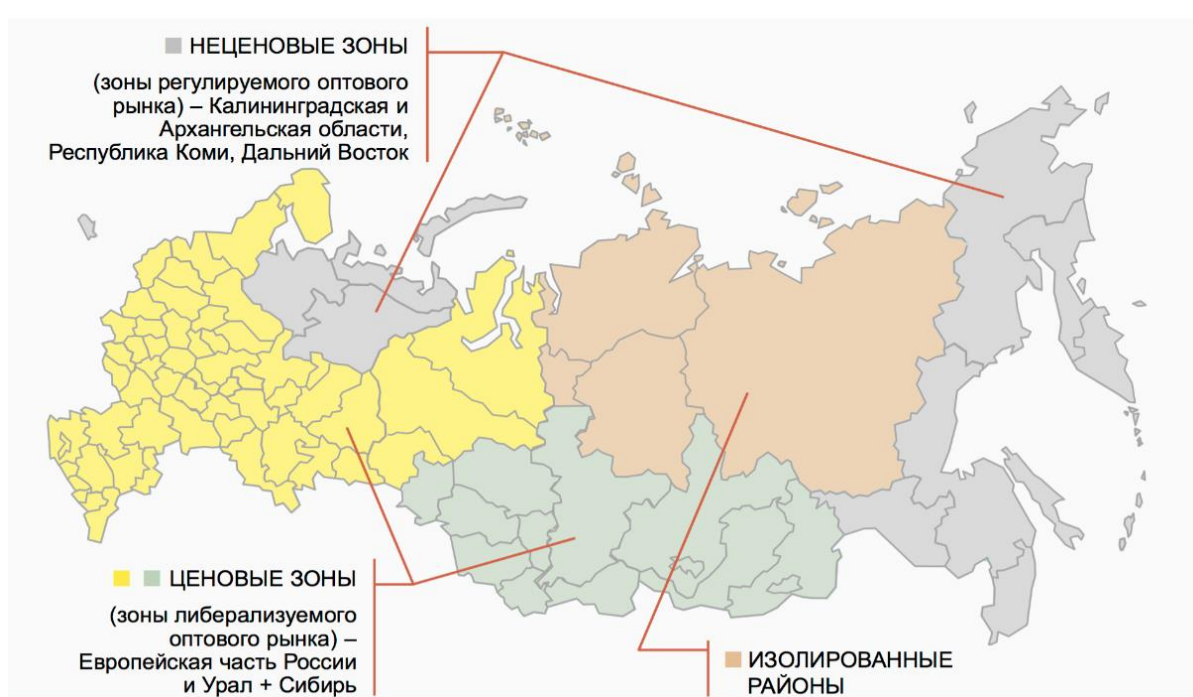 НЕЦЕНОВЫЕ ЗОНЫ
(зоны регулируемого оптового
рынка) – Калининградская и
Архангельская области,
Республика Коми, Дальний Восток
ЦЕНОВЫЕ ЗОНЫ
(зоны либерализуемого
оптового рынка) –
Европейская часть России
и Урал + Сибирь
ИЗОЛИРОВАННЫЕ
РАЙОНЫ